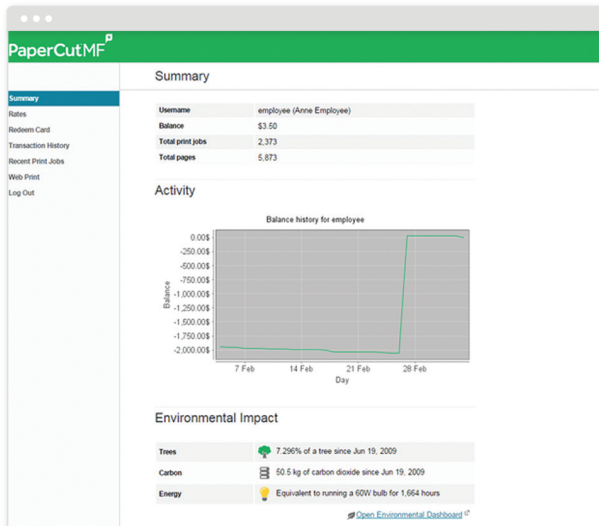 PaperCutMF
Summary
Summary
Rates
Redeem Card
Transaction History
Recent Print Jobs
Web Print
Log Out
Username employee (Anne Employee)
Balance $3.50
Total print jobs 2,373
Total pages 5,873
Activity
Balance history for employee
Balance
0.00$
-250.00$
-500.00$
-750.00$
-1,000.00$
-1,250.00$
-1,500.00$
-1,750.00$
-2,000.00$
7 Feb 14 Feb 21 Feb 28 Feb
Day
Environmental Impact
Trees 7.296% of a tree since Jun 19, 2009
Carbon 50.5 kg of carbon dioxide since Jun 19, 2009
Energy Equivalent to running a 60W bulb for 1,664 hours
Open Environmental Dashboard